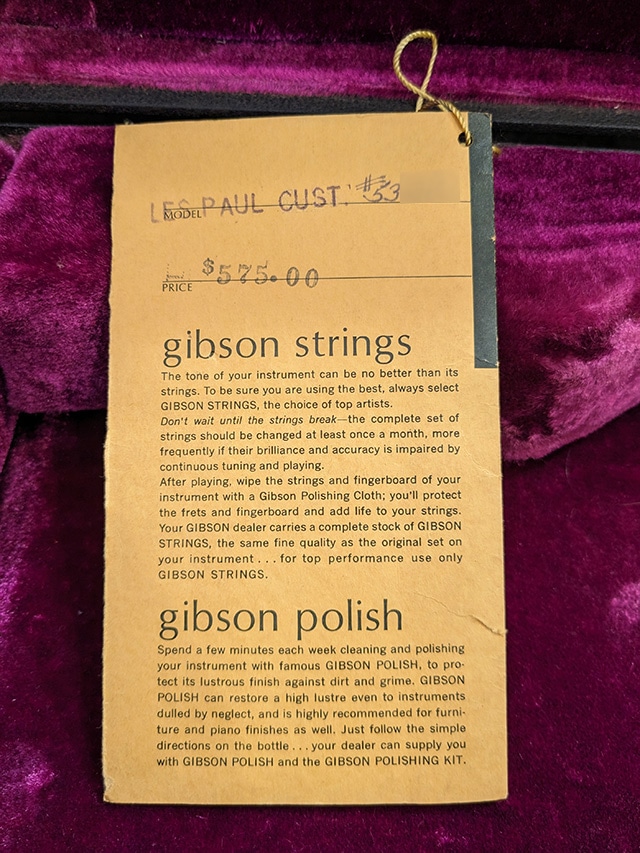 LES PAUL CUST. #53
MODEL
$575.00
PRICE
gibson strings
The tone of your instrument can be no better than its
strings. To be sure you are using the best, always select
GIBSON STRINGS, the choice of top artists.
Don't wait until the strings break—the complete set of
strings should be changed at least once a month, more
frequently if their brilliance and accuracy is impaired by
continuous tuning and playing.
After playing, wipe the strings and fingerboard of your
instrument with a Gibson Polishing Cloth; you'll protect
the frets and fingerboard and add life to your strings.
Your GIBSON dealer carries a complete stock of GIBSON
STRINGS, the same fine quality as the original set on
your instrument . . . for top performance use only
GIBSON STRINGS.
gibson polish
Spend a few minutes each week cleaning and polishing
your instrument with famous GIBSON POLISH, to pro-
tect its lustrous finish against dirt and grime. GIBSON
POLISH can restore a high lustre even to instruments
dulled by neglect, and is highly recommended for furni-
ture and piano finishes as well. Just follow the simple
directions on the bottle . . . your dealer can supply you
with GIBSON POLISH and the GIBSON POLISHING KIT.